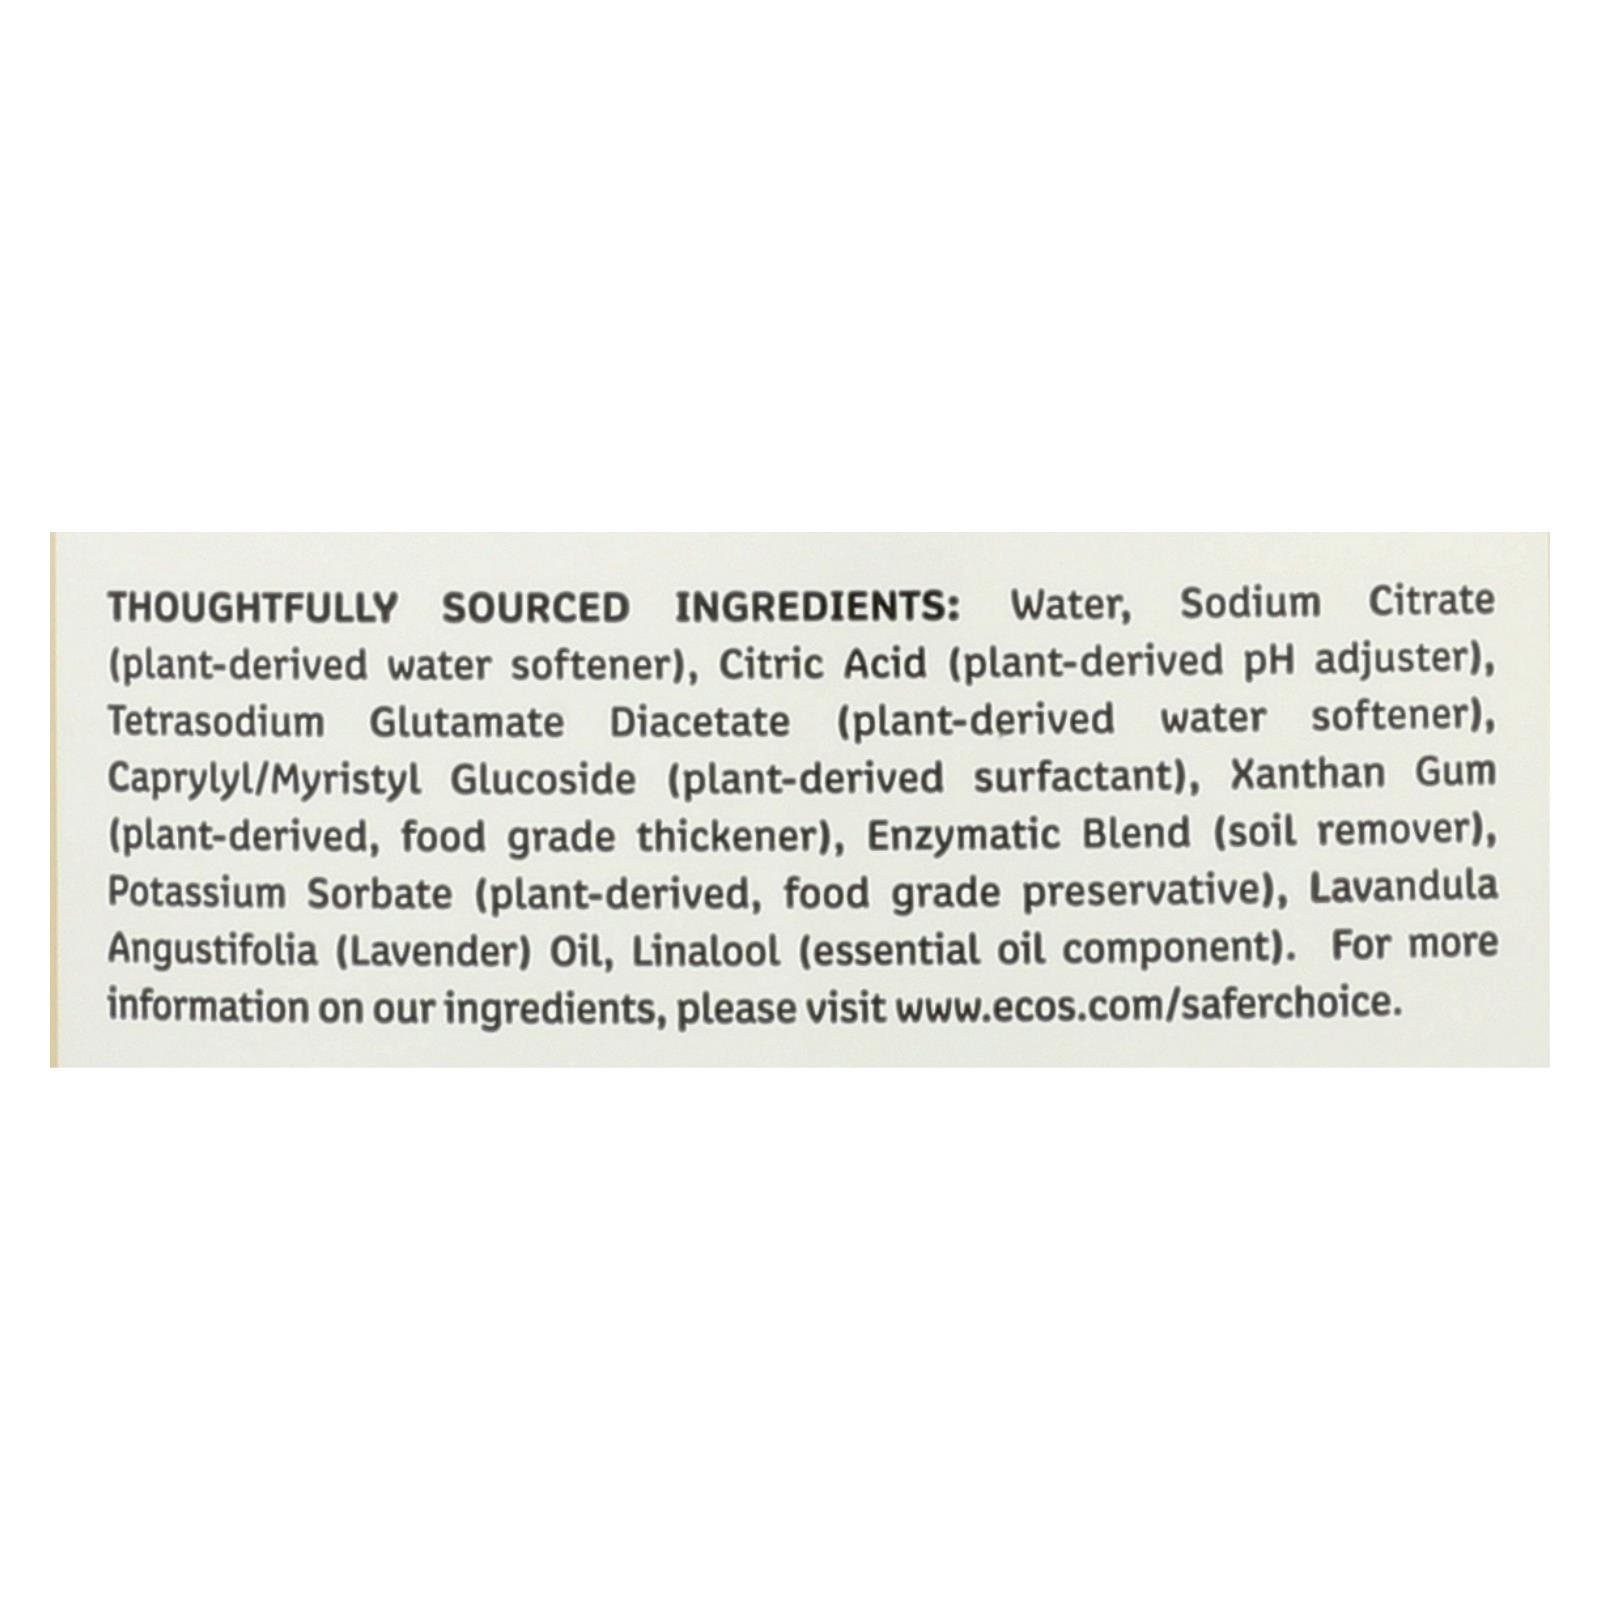 THOUGHTFULLY SOURCED INGREDIENTS: Water, Sodium Citrate
(plant-derived water softener), Citric Acid (plant-derived pH adjuster),
Tetrasodium Glutamate Diacetate (plant-derived water softener),
Caprylyl/Myristyl Glucoside (plant-derived surfactant), Xanthan Gum
(plant-derived, food grade thickener), Enzymatic Blend (soil remover),
Potassium Sorbate (plant-derived, food grade preservative), Lavandula
Angustifolia (Lavender) Oil, Linalool (essential oil component). For more
information on our ingredients, please visit www.ecos.com/saferchoice.